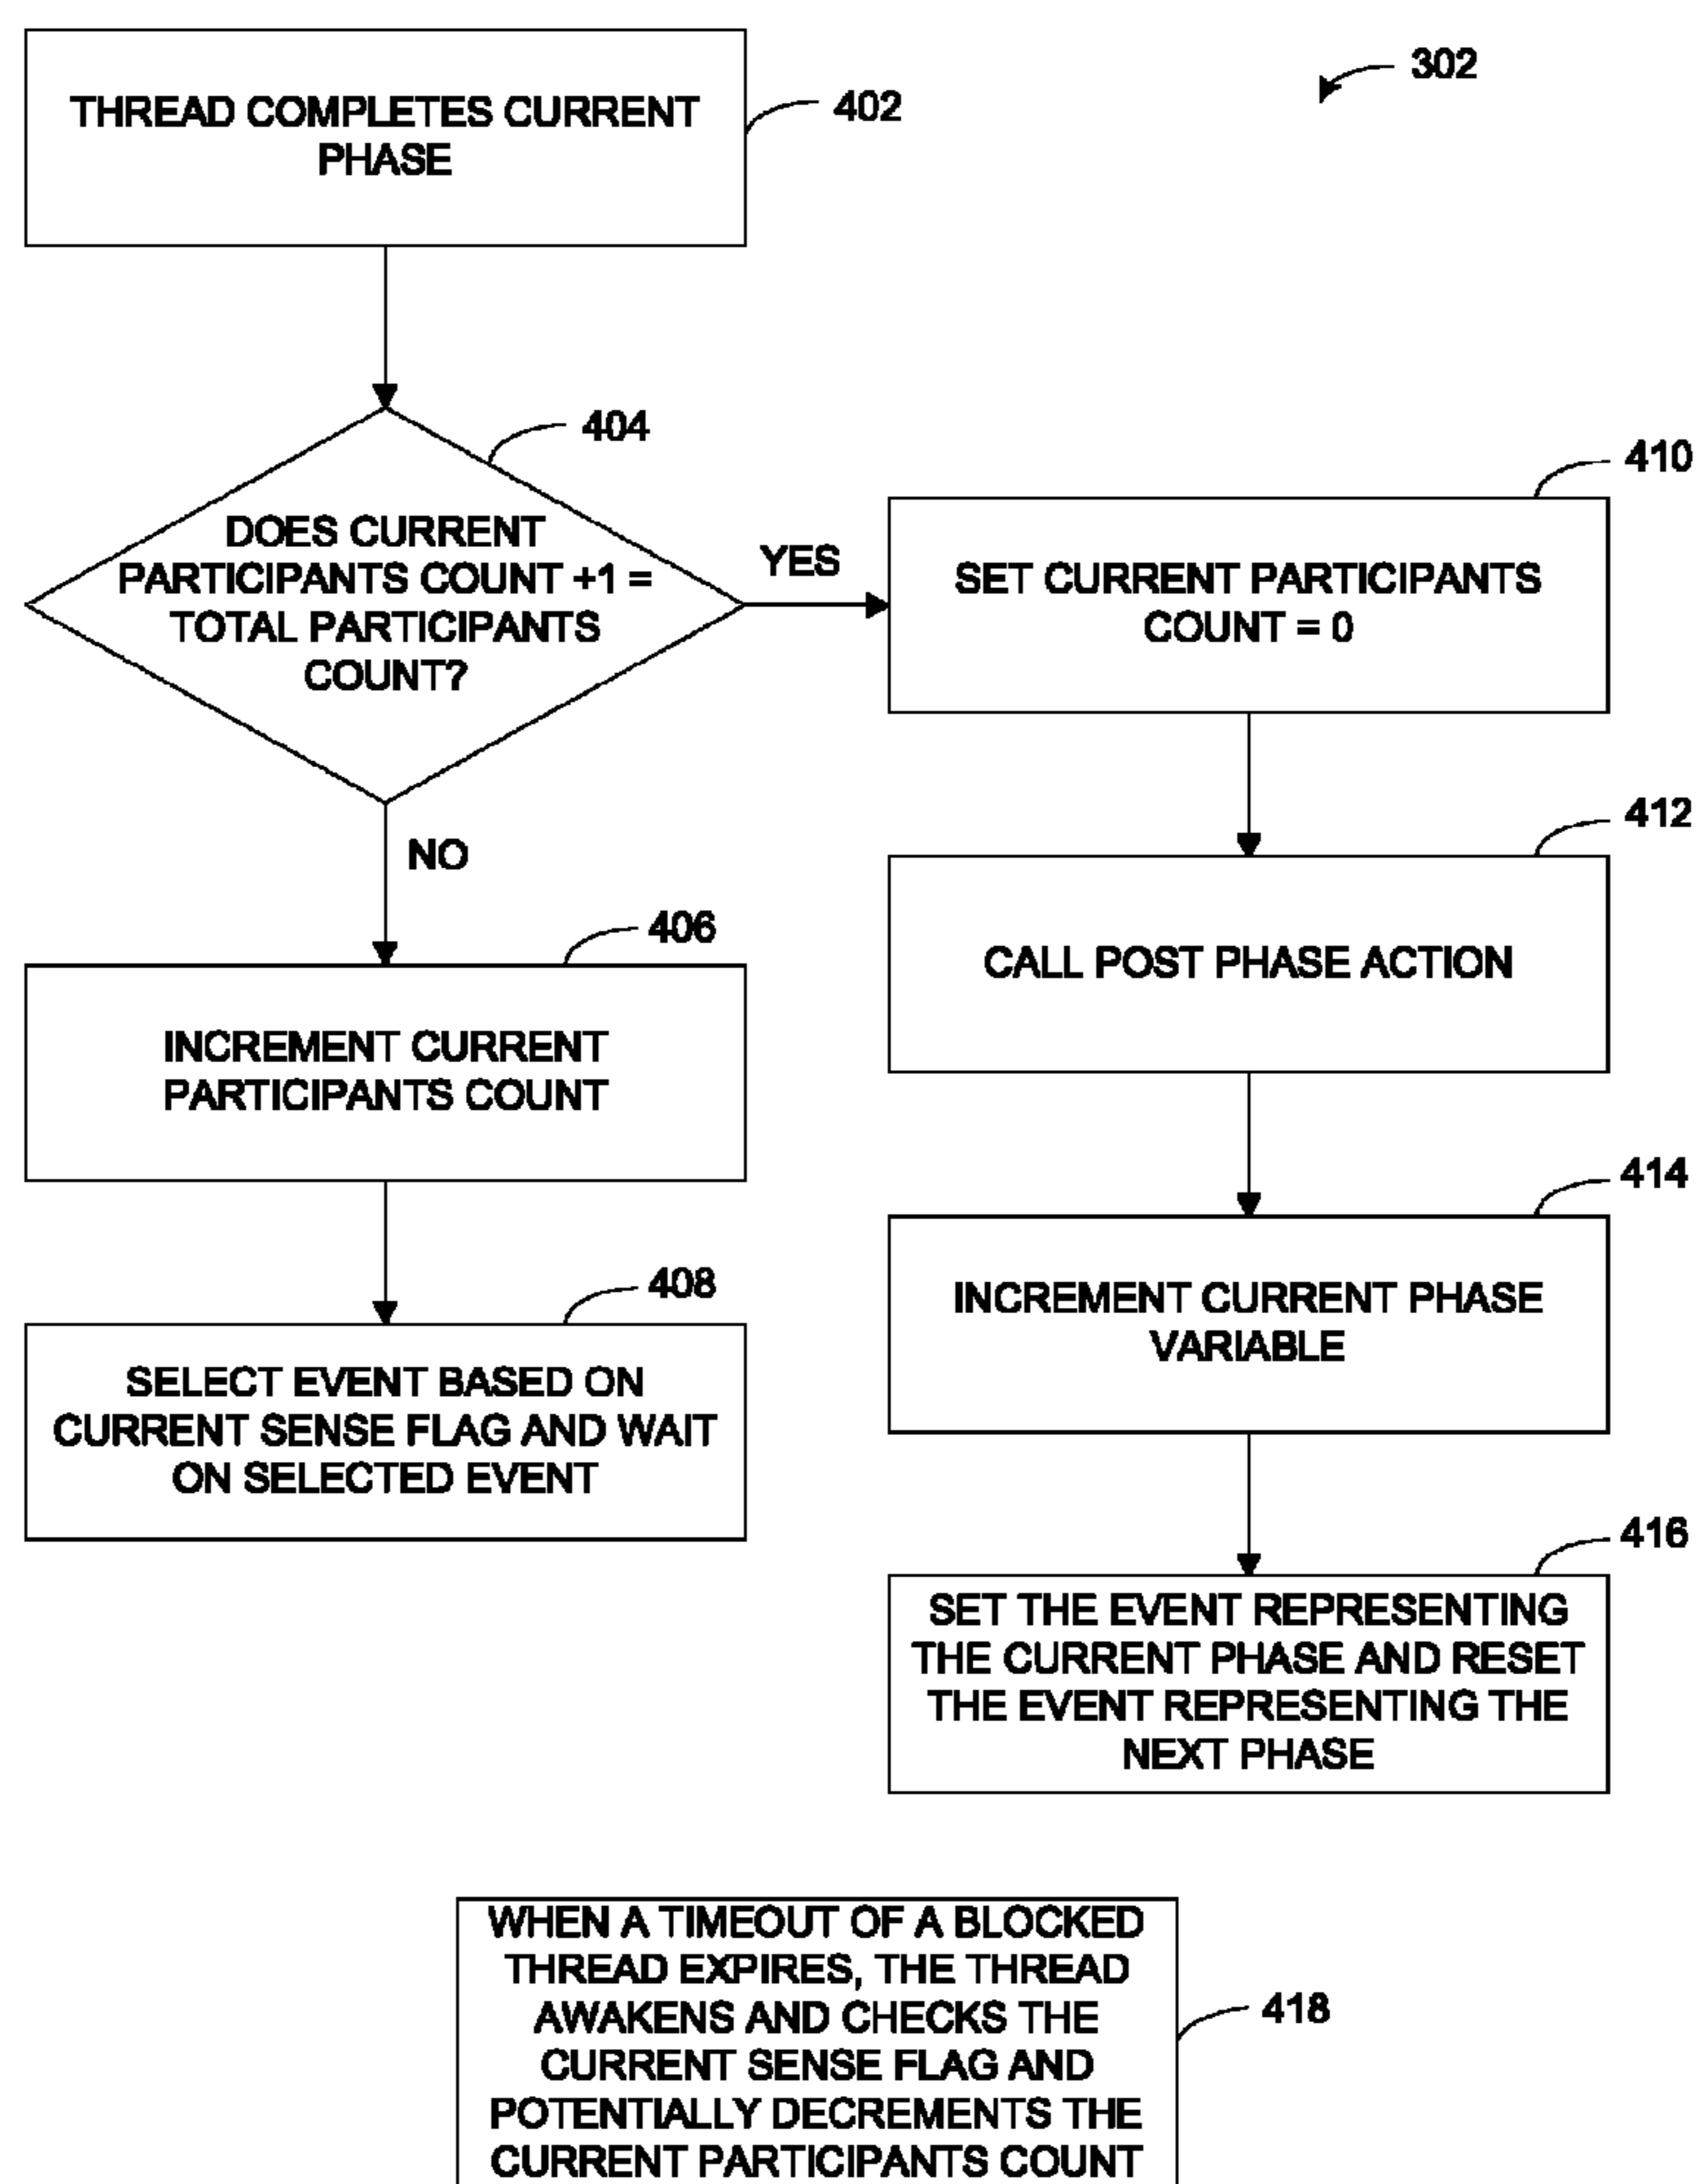 302
THREAD COMPLETES CURRENT
PHASE
402
404
DOES CURRENT
PARTICIPANTS COUNT +1 =
TOTAL PARTICIPANTS
COUNT?
YES
NO
406
INCREMENT CURRENT
PARTICIPANTS COUNT
408
SELECT EVENT BASED ON
CURRENT SENSE FLAG AND WAIT
ON SELECTED EVENT
410
SET CURRENT PARTICIPANTS
COUNT = 0
412
CALL POST PHASE ACTION
414
INCREMENT CURRENT PHASE
VARIABLE
416
SET THE EVENT REPRESENTING
THE CURRENT PHASE AND RESET
THE EVENT REPRESENTING THE
NEXT PHASE
WHEN A TIMEOUT OF A BLOCKED
THREAD EXPIRES, THE THREAD
AWAKENS AND CHECKS THE
CURRENT SENSE FLAG AND
POTENTIALLY DECREMENTS THE
CURRENT PARTICIPANTS COUNT
418